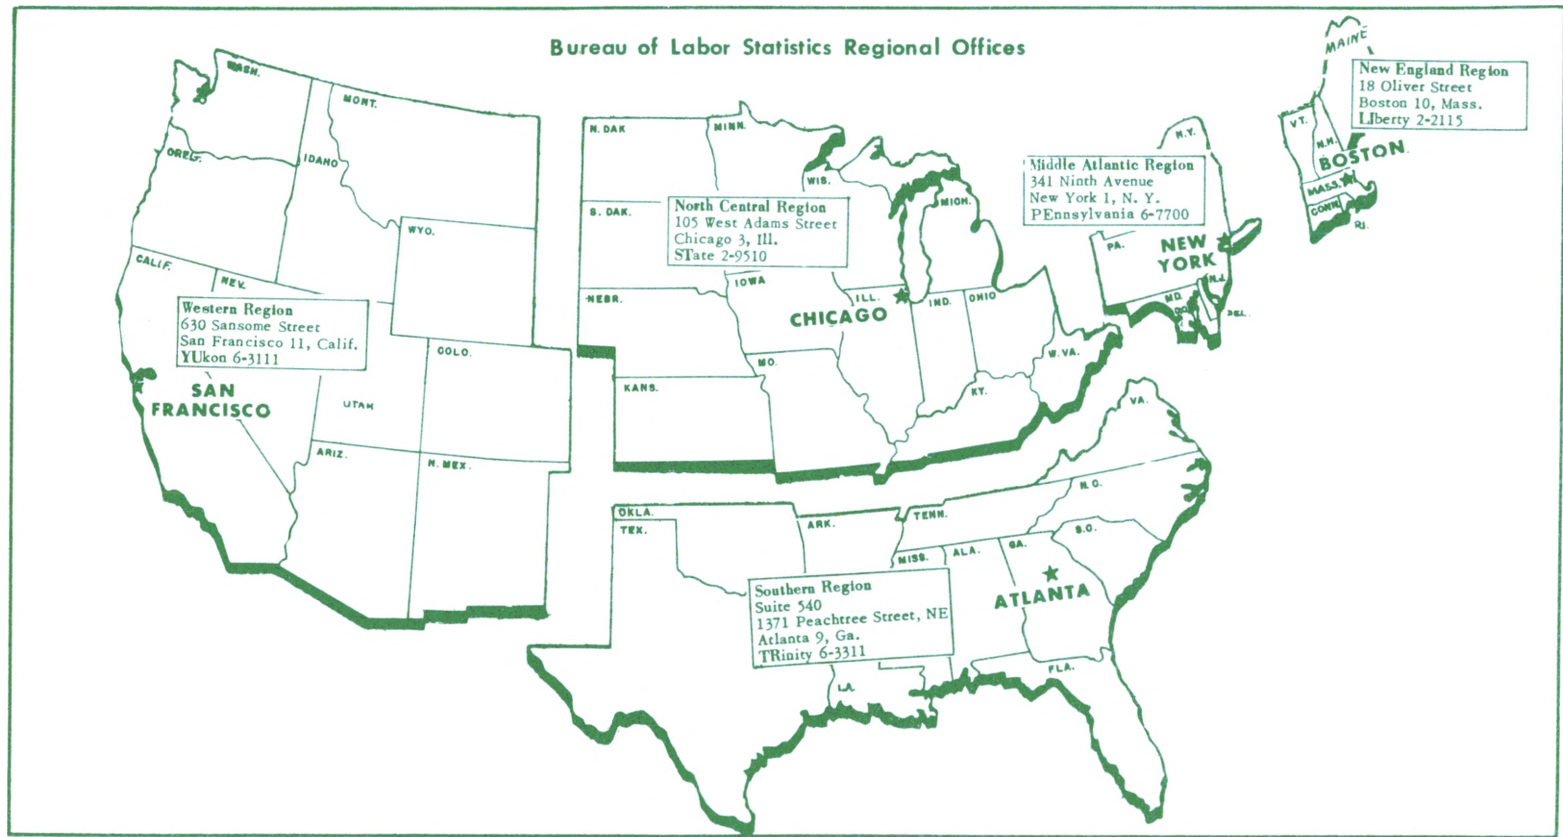 Bureau of Labor Statistics Regional Offices
WASH.
MONT.
OREG.
IDAHO
WYO.
CALIF.
NEV.
Western Region
630 Sansome Street
San Francisco 11, Calif.
YUkon 6-3111
SAN
FRANCISCO
UTAH
COLO.
ARIZ.
N. MEX.
N. DAK
MINN.
S. DAK.
WIS.
MICH.
North Central Region
105 West Adams Street
Chicago 3, Ill.
STate 2-9510
NEBR.
IOWA
ILL.
IND.
OHIO
CHICAGO
KANS.
MO.
KY.
W. VA.
N.Y.
Middle Atlantic Region
341 Ninth Avenue
New York 1, N. Y.
PEnnsylvania 6-7700
PA.
NEW
YORK
N.J.
MD.
DEL.
MAINE
New England Region
18 Oliver Street
Boston 10, Mass.
LIberty 2-2115
VT.
N.H.
BOSTON
MASS.
CONN.
R.I.
VA.
N.C.
OKLA.
TEX.
ARK.
TENN.
S.C.
MISS.
ALA.
GA.
Southern Region
Suite 540
1371 Peachtree Street, NE
Atlanta 9, Ga.
TRinity 6-3311
ATLANTA
LA.
FLA.